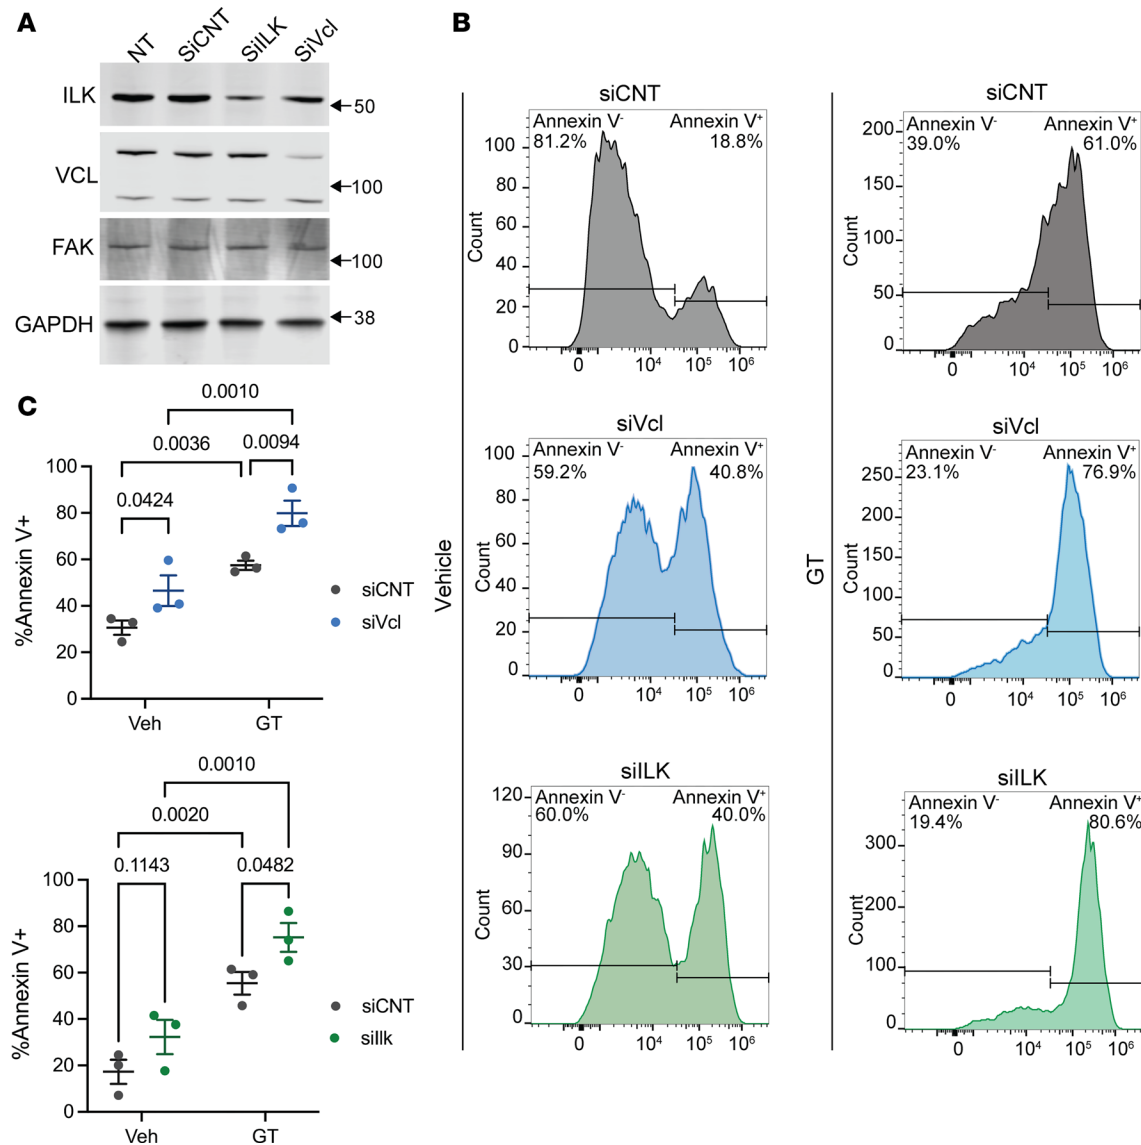 A
NT
SiCNT
SiILK
SiVcl
ILK
50
VCL
100
FAK
100
GAPDH
38
B
siCNT
Annexin V-
Annexin V+
81.2%
18.8%
Count
100
80
60
40
20
0
0
10^4
10^5
10^6
siCNT
Annexin V-
Annexin V+
39.0%
61.0%
Count
200
150
100
50
0
0
10^4
10^5
10^6
Vehicle
siVcl
Annexin V-
Annexin V+
59.2%
40.8%
Count
100
80
60
40
20
0
0
10^4
10^5
10^6
GT
siVcl
Annexin V-
Annexin V+
23.1%
76.9%
Count
250
200
150
100
50
0
0
10^4
10^5
10^6
siILK
Annexin V-
Annexin V+
60.0%
40.0%
Count
120
90
60
30
0
0
10^4
10^5
10^6
siILK
Annexin V-
Annexin V+
19.4%
80.6%
Count
300
200
100
0
0
10^4
10^5
10^6
C
0.0010
0.0036
0.0094
0.0424
%Annexin V+
100
80
60
40
20
0
Veh
GT
siCNT
siVcl
0.0010
0.0020
0.1143
0.0482
%Annexin V+
100
80
60
40
20
0
Veh
GT
siCNT
siIlk